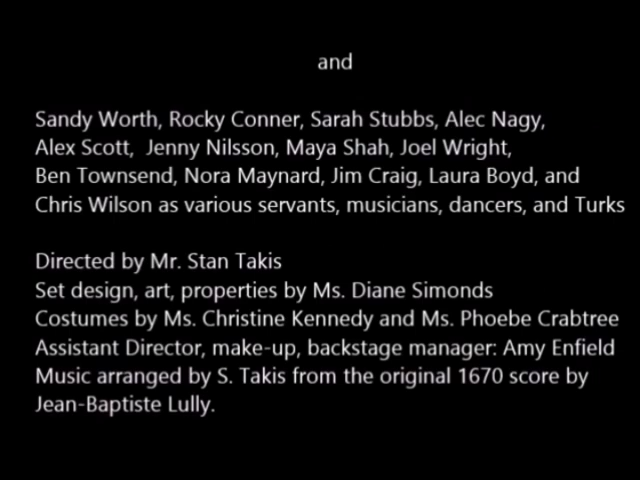 and
Sandy Worth, Rocky Conner, Sarah Stubbs, Alec Nagy,
Alex Scott,  Jenny Nilsson, Maya Shah, Joel Wright,
Ben Townsend, Nora Maynard, Jim Craig, Laura Boyd, and
Chris Wilson as various servants, musicians, dancers, and Turks
Directed by Mr. Stan Takis
Set design, art, properties by Ms. Diane Simonds
Costumes by Ms. Christine Kennedy and Ms. Phoebe Crabtree
Assistant Director, make-up, backstage manager: Amy Enfield
Music arranged by S. Takis from the original 1670 score by
Jean-Baptiste Lully.